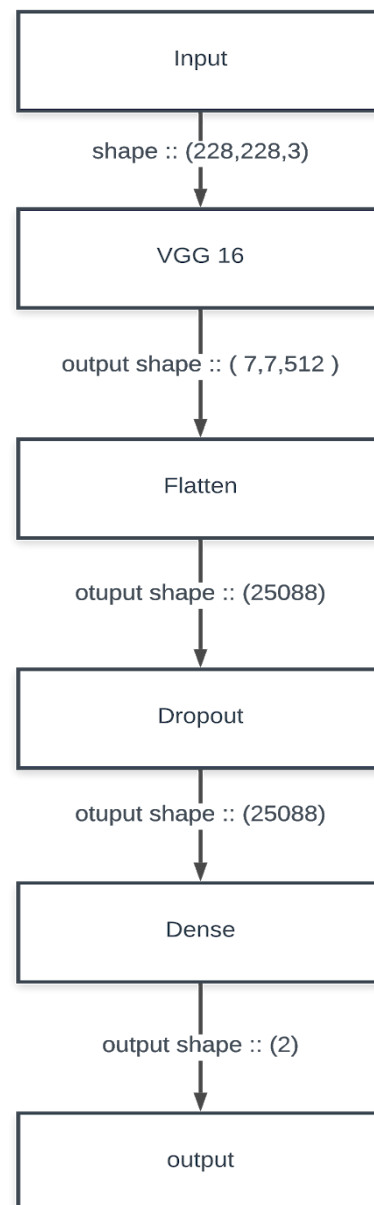 Input
shape :: (228,228,3)
VGG 16
output shape :: ( 7,7,512 )
Flatten
otuput shape :: (25088)
Dropout
otuput shape :: (25088)
Dense
output shape :: (2)
output